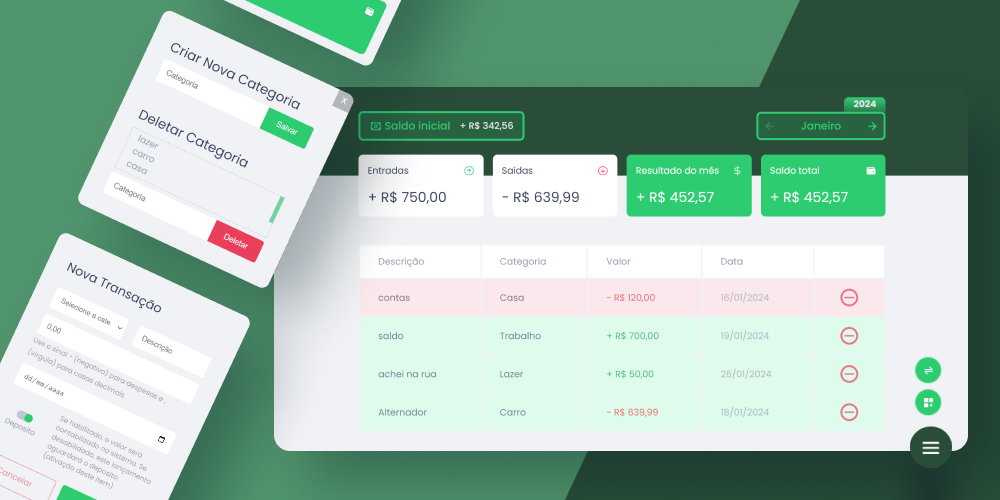 Criar Nova Categoria
X
Categoria
Salvar
Deletar Categoria
lazer
carro
casa
Categoria
Deletar
Nova Transação
Selecione a cate
Descrição
0,00
Use o sinal - (negativo) para despesas e ,
(vírgula) para casas decimais
dd/mm/aaaa
Depósito
Se habilitado, o valor será
contabilizado no sistema. Se
desabilidado, este lançamento
aguardará o deposito.
(ativação deste item)
Cancelar
2024
Saldo inicial + R$ 342,56
← Janeiro →
Entradas
+ R$ 750,00
Saídas
- R$ 639,99
Resultado do mês $
+ R$ 452,57
Saldo total
+ R$ 452,57
Descrição Categoria Valor Data
contas Casa - R$ 120,00 16/01/2024
saldo Trabalho + R$ 700,00 19/01/2024
achei na rua Lazer + R$ 50,00 26/01/2024
Alternador Carro - R$ 639,99 18/01/2024